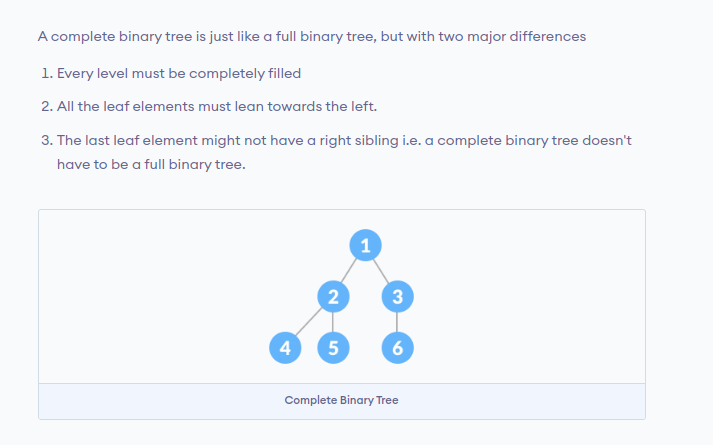 A complete binary tree is just like a full binary tree, but with two major differences
1. Every level must be completely filled
2. All the leaf elements must lean towards the left.
3. The last leaf element might not have a right sibling i.e. a complete binary tree doesn't
have to be a full binary tree.
1
2 3
4 5 6
Complete Binary Tree